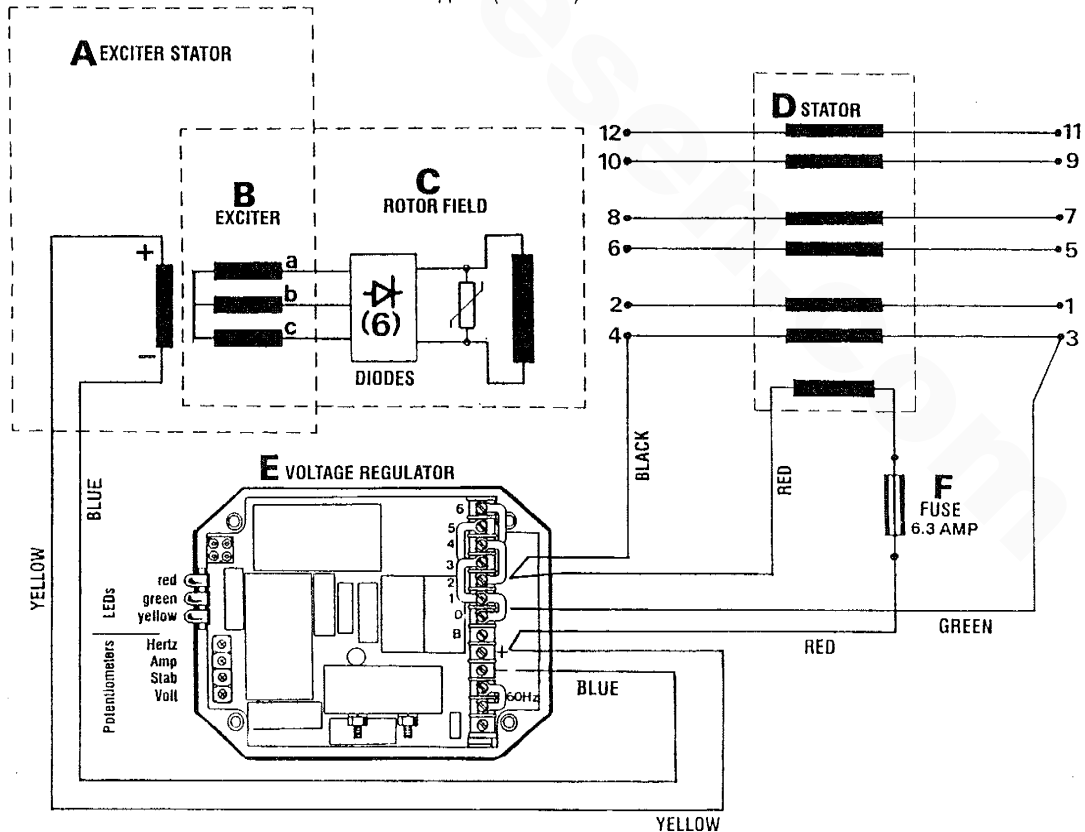 A EXCITER STATOR
D STATOR
12
11
10
9
B
EXCITER
C
ROTOR FIELD
8
7
6
5
+
a
b
c
(6)
DIODES
−
2
1
4
3
BLACK
RED
BLUE
YELLOW
E VOLTAGE REGULATOR
F
FUSE
6.3 AMP
6
5
4
3
2
1
0
B
+
60Hz
LEDs
red
green
yellow
Potentiometers
Hertz
Amp
Stab
Volt
GREEN
RED
BLUE
YELLOW